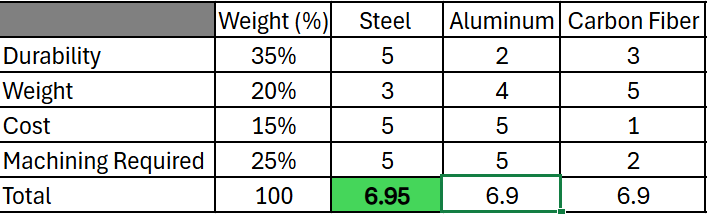 Weight (%) Steel Aluminum Carbon Fiber
Durability 35% 5 2 3
Weight 20% 3 4 5
Cost 15% 5 5 1
Machining Required 25% 5 5 2
Total 100 6.95 6.9 6.9